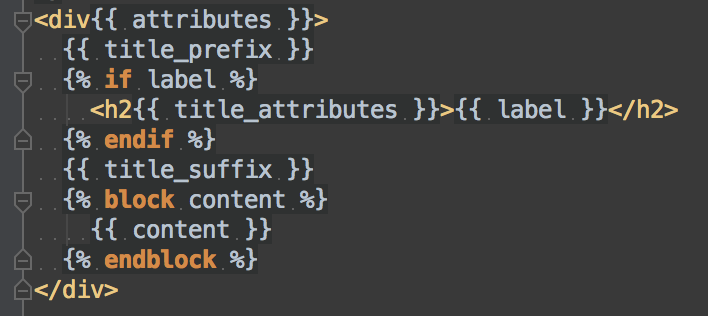 <div{{ attributes }}>
{{ title_prefix }}
{% if label %}
<h2{{ title_attributes }}>{{ label }}</h2>
{% endif %}
{{ title_suffix }}
{% block content %}
{{ content }}
{% endblock %}
</div>